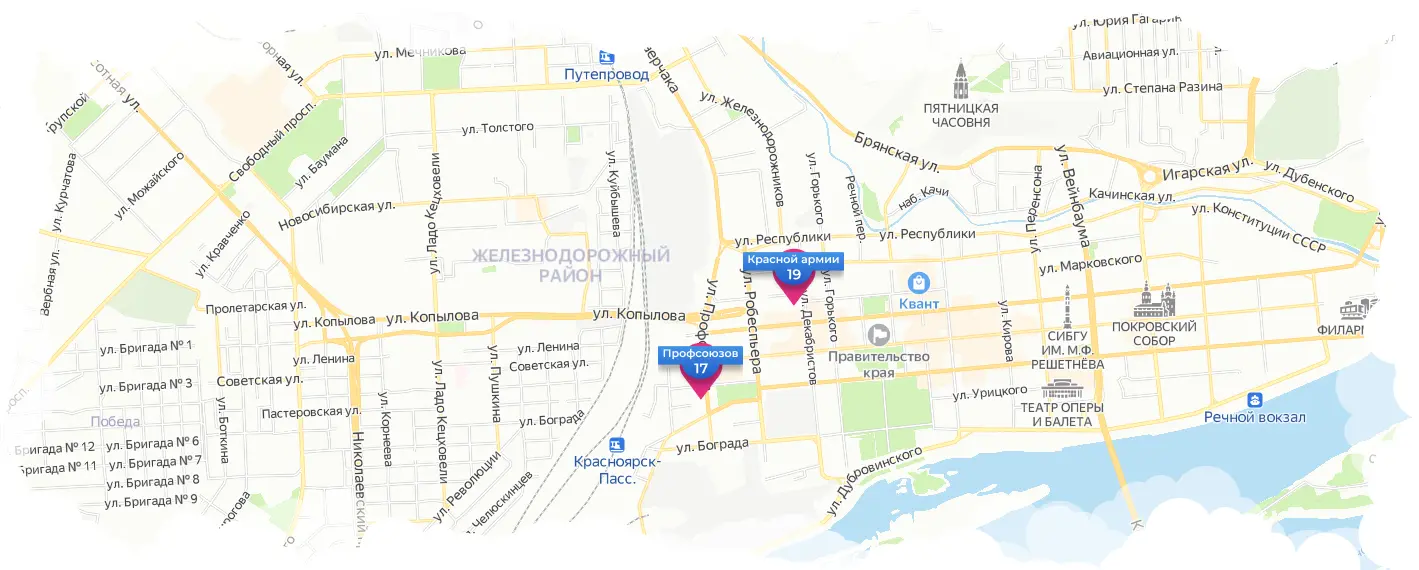 ул. Юрия Гагарин
ул. Мечникова
Авиационная ул.
Путепровод
ул. Степана Разина
ПЯТНИЦКАЯ
ЧАСОВНЯ
ул. Железнодорожников
ул. Толстого
Свободный просп.
ул. Баумана
Брянская ул.
ул. Курчатова
ул. Можайского
ул. Ладо Кецховели
ул. Куйбышева
ул. Горького
Речной пер.
наб. Качи
ул. Перенсона
ул. Вейнбаума
Игарская ул.
ул. Дубенского
Качинская ул.
ул. Конституции СССР
Новосибирская ул.
ул. Кравченко
Вербная ул.
ЖЕЛЕЗНОДОРОЖНЫЙ
РАЙОН
ул. Республики
ул. Республики
Красной армии
19
ул. Марковского
Квант
Пролетарская ул.
ул. Копылова
ул. Копылова
ул. Копылова
ул. Проф
ул. Робеспьера
ул. Декабристов
ул. Горького
ул. Кирова
СИБГУ
ИМ. М.Ф.
РЕШЕТНЁВА
ПОКРОВСКИЙ
СОБОР
ФИЛАРМ
ул. Бригада № 1
ул. Ленина
ул. Ленина
Советская ул.
Профсоюзов
17
Правительство
края
ул. Бригада № 3
Советская ул.
ул. Пушкина
ул. Урицкого
ТЕАТР ОПЕРЫ
И БАЛЕТА
Речной вокзал
Победа
Пастеровская ул.
ул. Боткина
ул. Корнеева
ул. Ладо Кецховели
ул. Бограда
ул. Бограда
Бригада № 12
ул. Бригада № 6
Бригада № 11
ул. Бригада № 7
ул. Бригада № 8
ул. Бригада № 9
Николаевский
ул. Революции
Челюскинцев
Красноярск-
Пасс.
ул. Дубровинского